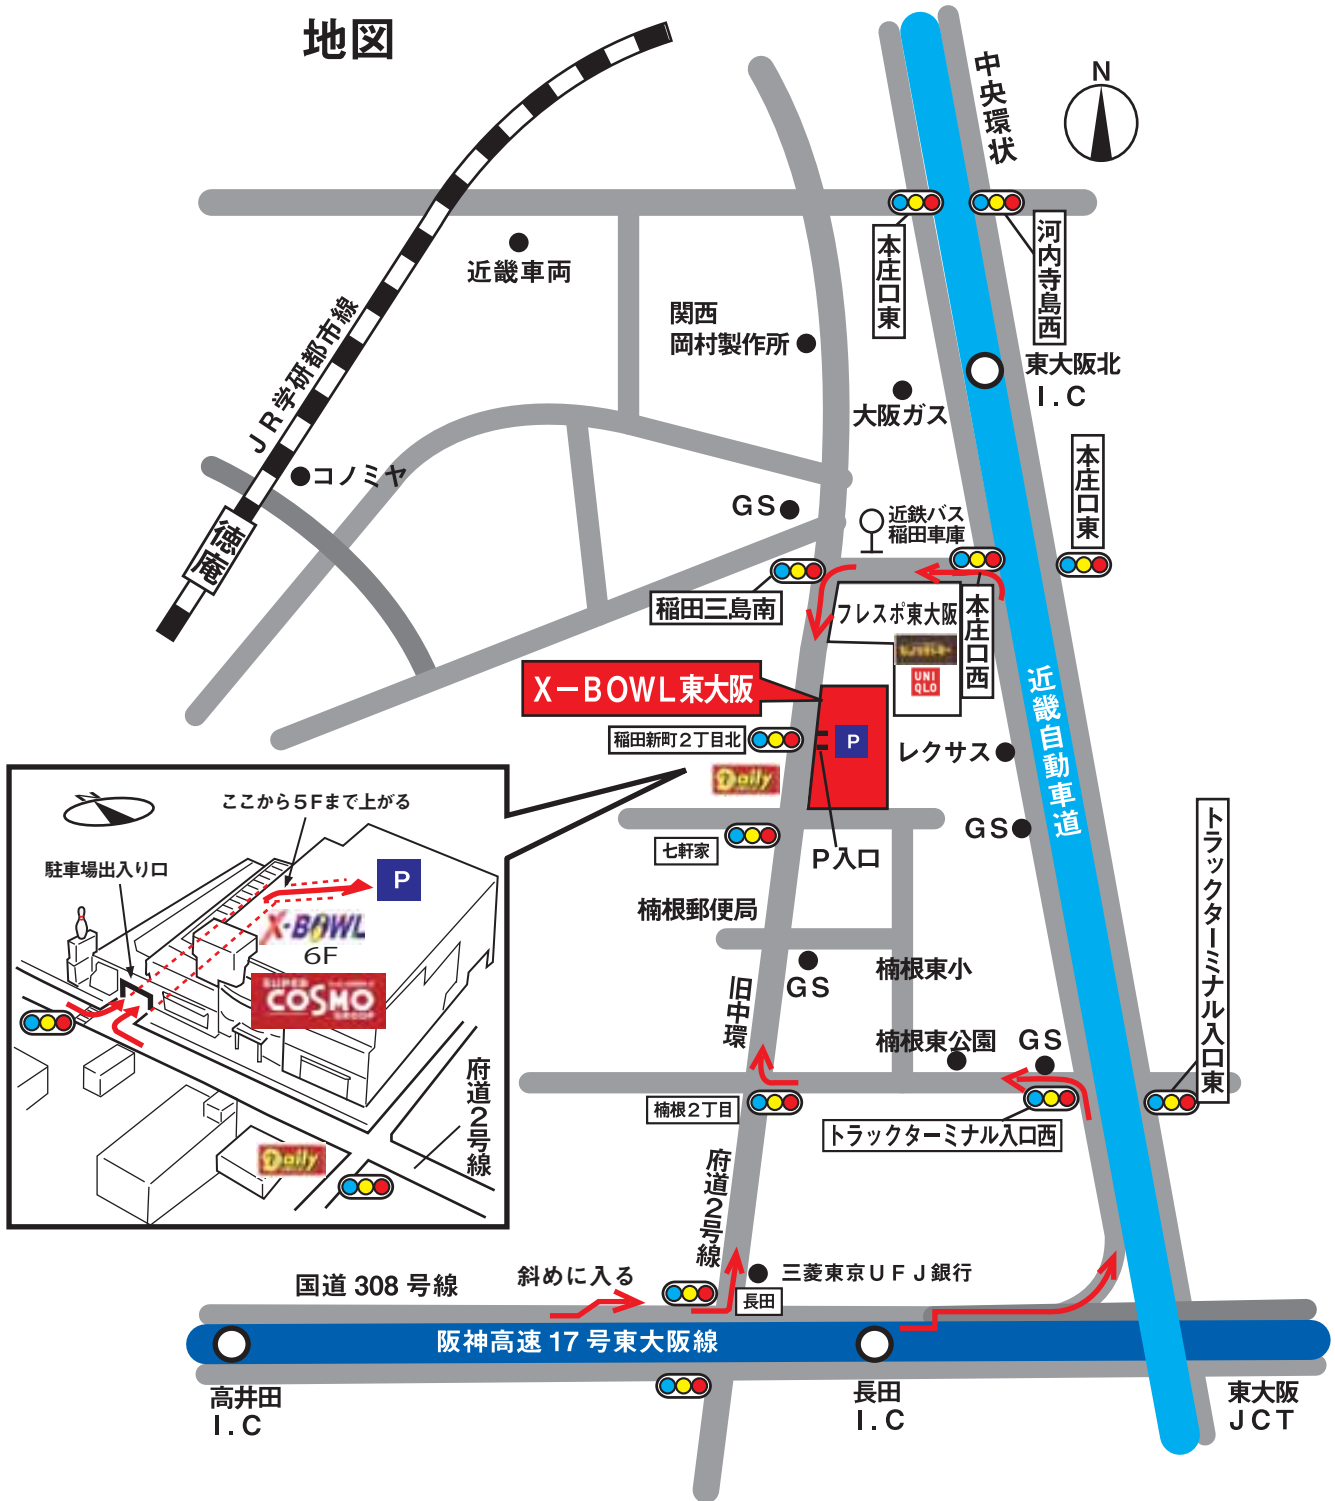 地図
N
中央環状
本庄口東
河内寺島西
近畿車両
関西
岡村製作所
東大阪北
I.C
大阪ガス
JR学研都市線
コノミヤ
徳庵
GS
近鉄バス
稲田車庫
本庄口東
稲田三島南
フレスポ東大阪
本庄口西
UNI
QLO
X-BOWL東大阪
稲田新町2丁目北
P
レクサス
近畿自動車道
Daily
七軒家
P入口
GS
トラックターミナル入口東
楠根郵便局
GS
楠根東小
旧中環
楠根東公園
GS
楠根2丁目
トラックターミナル入口西
府道2号線
N
ここから5Fまで上がる
駐車場出入り口
P
X-BOWL
6F
SUPER
COSMO
GROUP
府道2号線
Daily
国道308号線
斜めに入る
三菱東京UFJ銀行
長田
阪神高速17号東大阪線
高井田
I.C
長田
I.C
東大阪
JCT